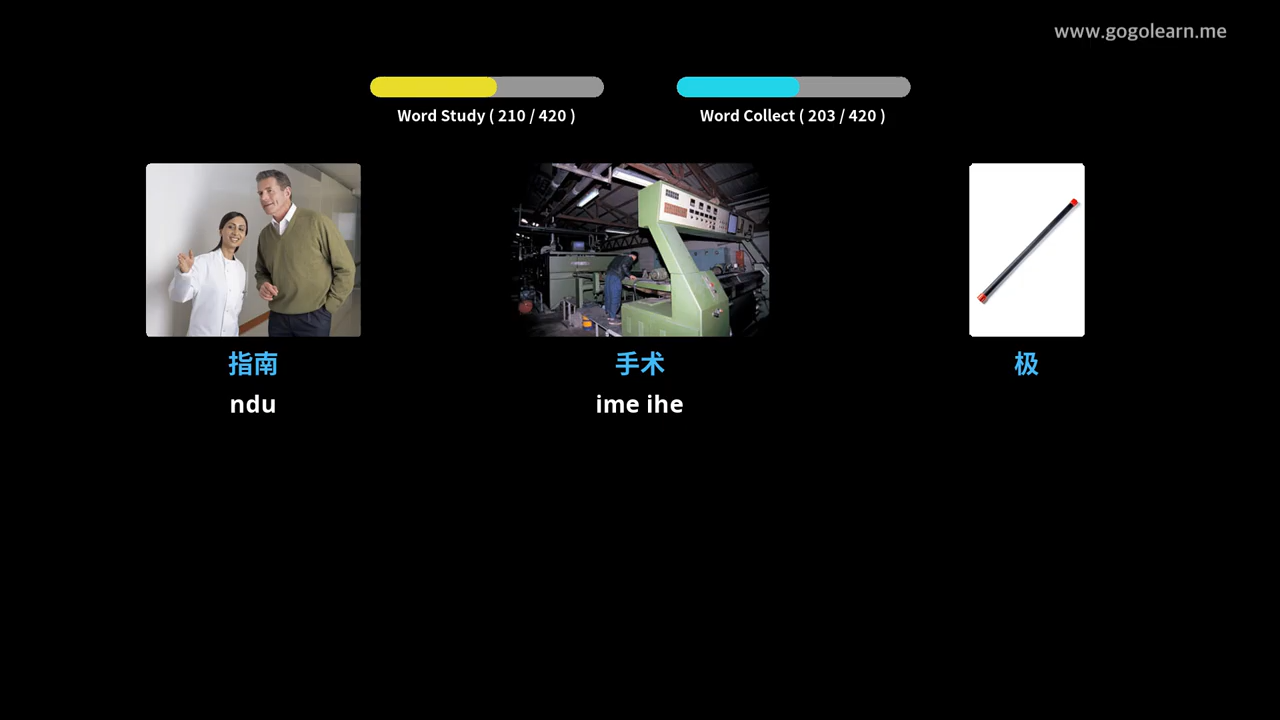 www.gogolearn.me
Word Study ( 210 / 420 )
Word Collect ( 203 / 420 )
指南
手术
极
ndu
ime ihe